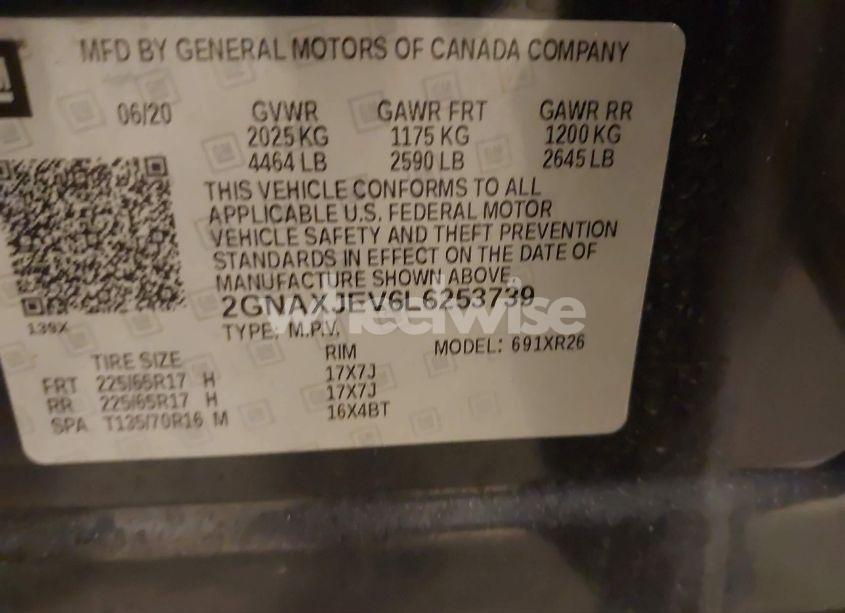 MFD BY GENERAL MOTORS OF CANADA COMPANY
06/20 GVWR GAWR FRT GAWR RR
2025 KG 1175 KG 1200 KG
4464 LB 2590 LB 2645 LB
THIS VEHICLE CONFORMS TO ALL
APPLICABLE U.S. FEDERAL MOTOR
VEHICLE SAFETY AND THEFT PREVENTION
STANDARDS IN EFFECT ON THE DATE OF
MANUFACTURE SHOWN ABOVE
2GNAXJEV6L6253739
wheelwise
139X
TYPE: M.P.V. MODEL: 691XR26
TIRE SIZE RIM
FRT 225/65R17 H 17X7J
RR 225/65R17 H 17X7J
SPA T135/70R16 M 16X4BT